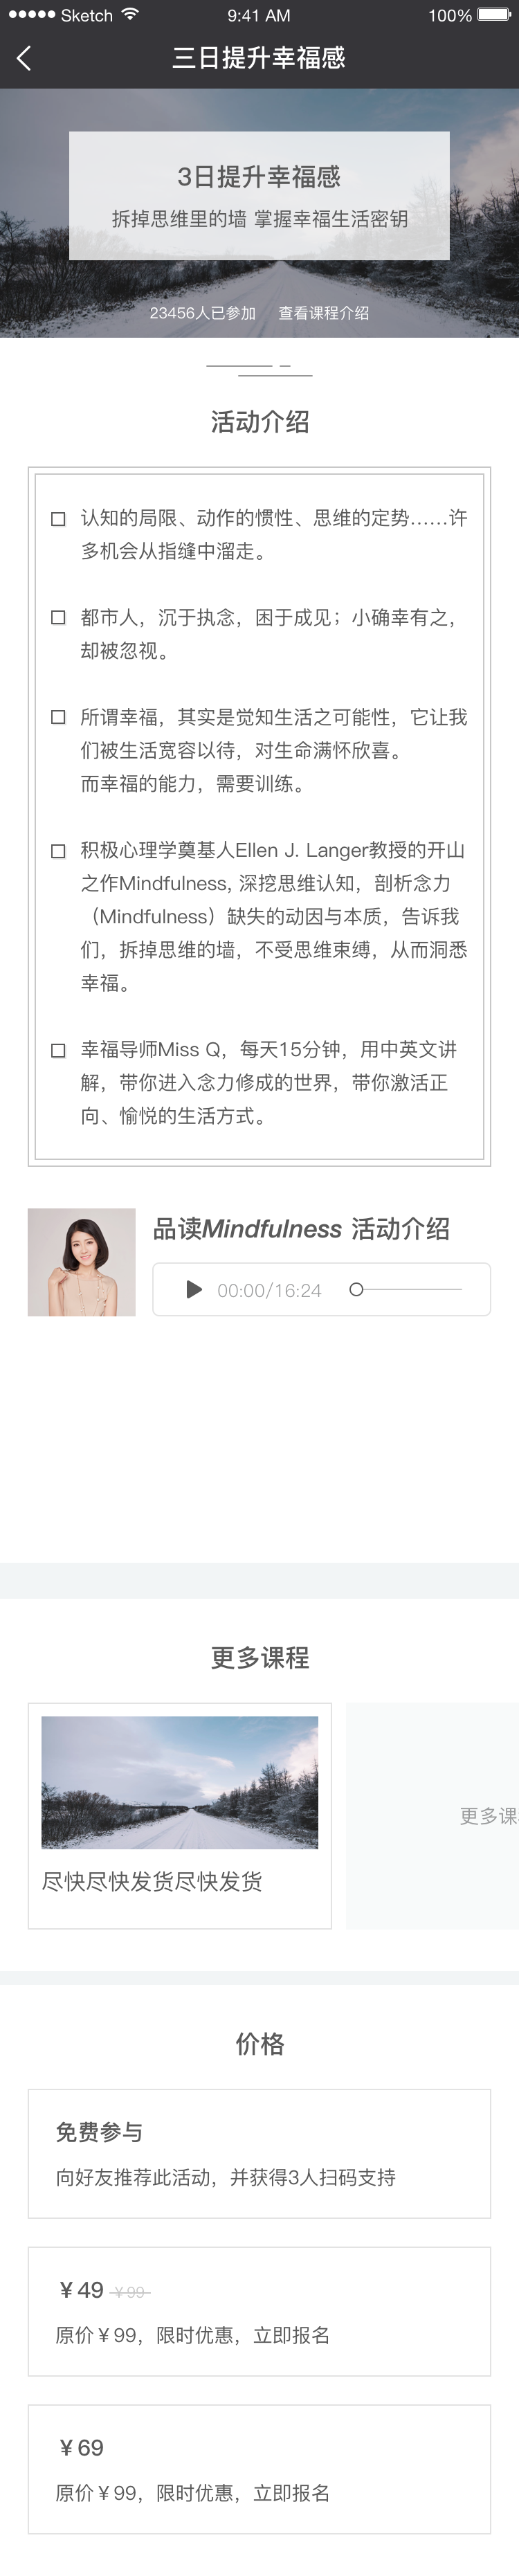 Sketch 9:41 AM 100%
三日提升幸福感
3日提升幸福感
拆掉思维里的墙 掌握幸福生活密钥
23456人已参加 查看课程介绍
活动介绍
认知的局限、动作的惯性、思维的定势……许
多机会从指缝中溜走。
都市人，沉于执念，困于成见；小确幸有之，
却被忽视。
所谓幸福，其实是觉知生活之可能性，它让我
们被生活宽容以待，对生命满怀欣喜。
而幸福的能力，需要训练。
积极心理学奠基人Ellen J. Langer教授的开山
之作Mindfulness, 深挖思维认知，剖析念力
（Mindfulness）缺失的动因与本质，告诉我
们，拆掉思维的墙，不受思维束缚，从而洞悉
幸福。
幸福导师Miss Q，每天15分钟，用中英文讲
解，带你进入念力修成的世界，带你激活正
向、愉悦的生活方式。
品读Mindfulness 活动介绍
00:00/16:24
更多课程
更多课
尽快尽快发货尽快发货
价格
免费参与
向好友推荐此活动，并获得3人扫码支持
￥49 ￥99
原价￥99，限时优惠，立即报名
￥69
原价￥99，限时优惠，立即报名